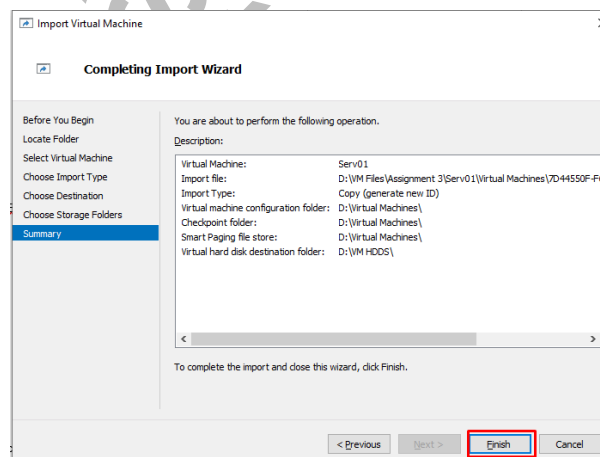 Import Virtual Machine
Completing Import Wizard
Before You Begin
Locate Folder
Select Virtual Machine
Choose Import Type
Choose Destination
Choose Storage Folders
Summary
You are about to perform the following operation.
Description:
Virtual Machine: Serv01
Import file: D:\VM Files\Assignment 3\Serv01\Virtual Machines\7D44550F-F
Import Type: Copy (generate new ID)
Virtual machine configuration folder: D:\Virtual Machines\
Checkpoint folder: D:\Virtual Machines\
Smart Paging file store: D:\Virtual Machines\
Virtual hard disk destination folder: D:\VM HDDS\
To complete the import and close this wizard, click Finish.
< Previous Next > Finish Cancel